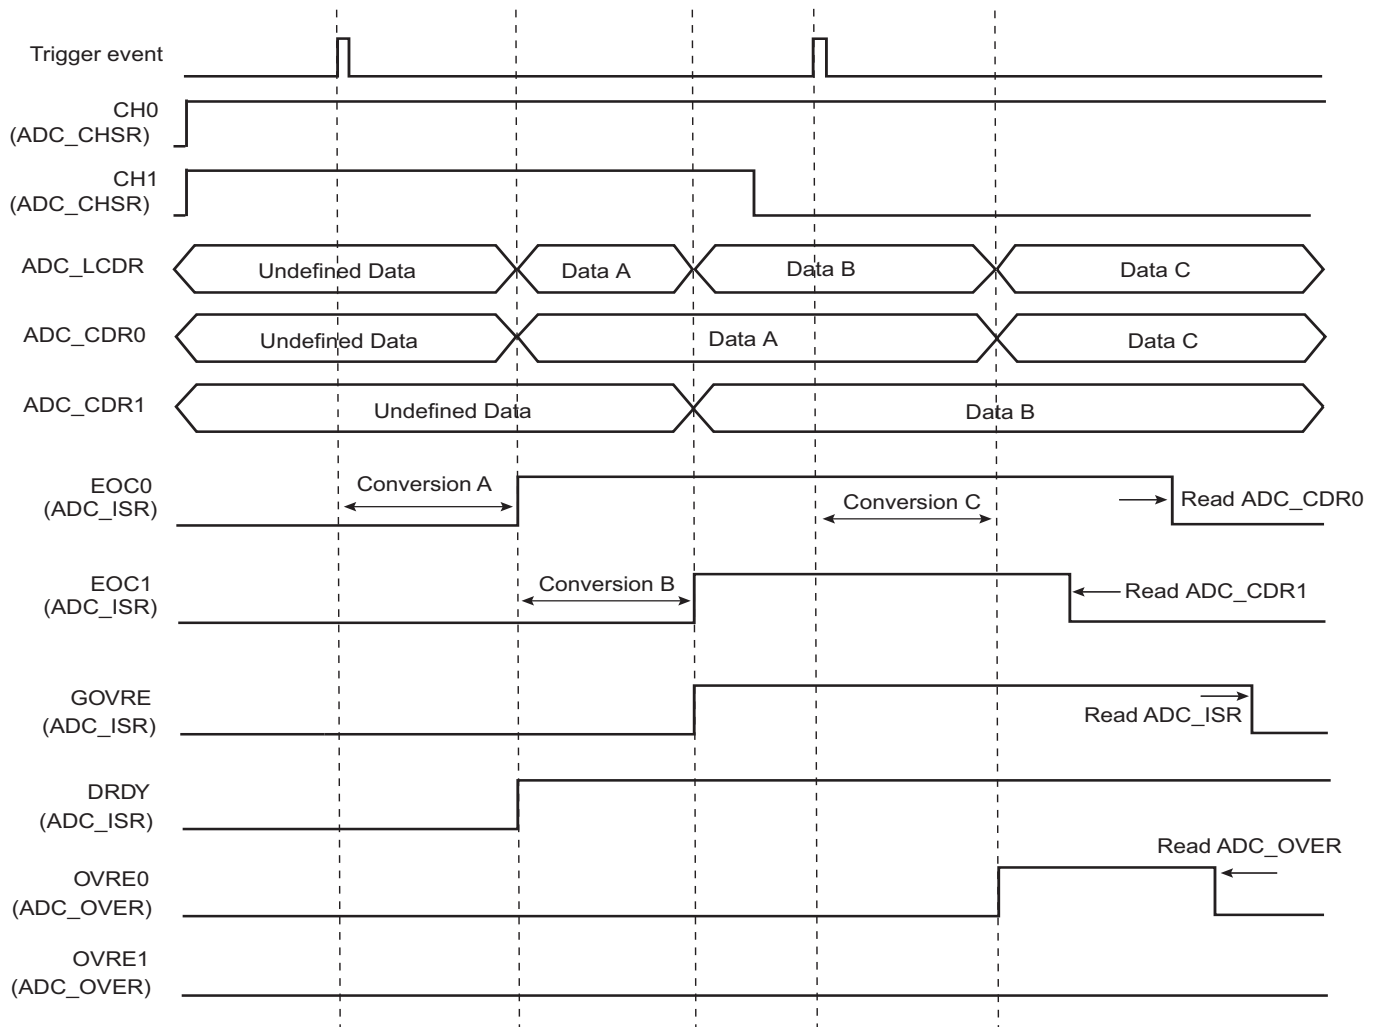 Trigger event
CH0
(ADC_CHSR)
CH1
(ADC_CHSR)
ADC_LCDR
Undefined Data
Data A
Data B
Data C
ADC_CDR0
Undefined Data
Data A
Data C
ADC_CDR1
Undefined Data
Data B
EOC0
(ADC_ISR)
Conversion A
Conversion C
Read ADC_CDR0
EOC1
(ADC_ISR)
Conversion B
Read ADC_CDR1
GOVRE
(ADC_ISR)
Read ADC_ISR
DRDY
(ADC_ISR)
Read ADC_OVER
OVRE0
(ADC_OVER)
OVRE1
(ADC_OVER)